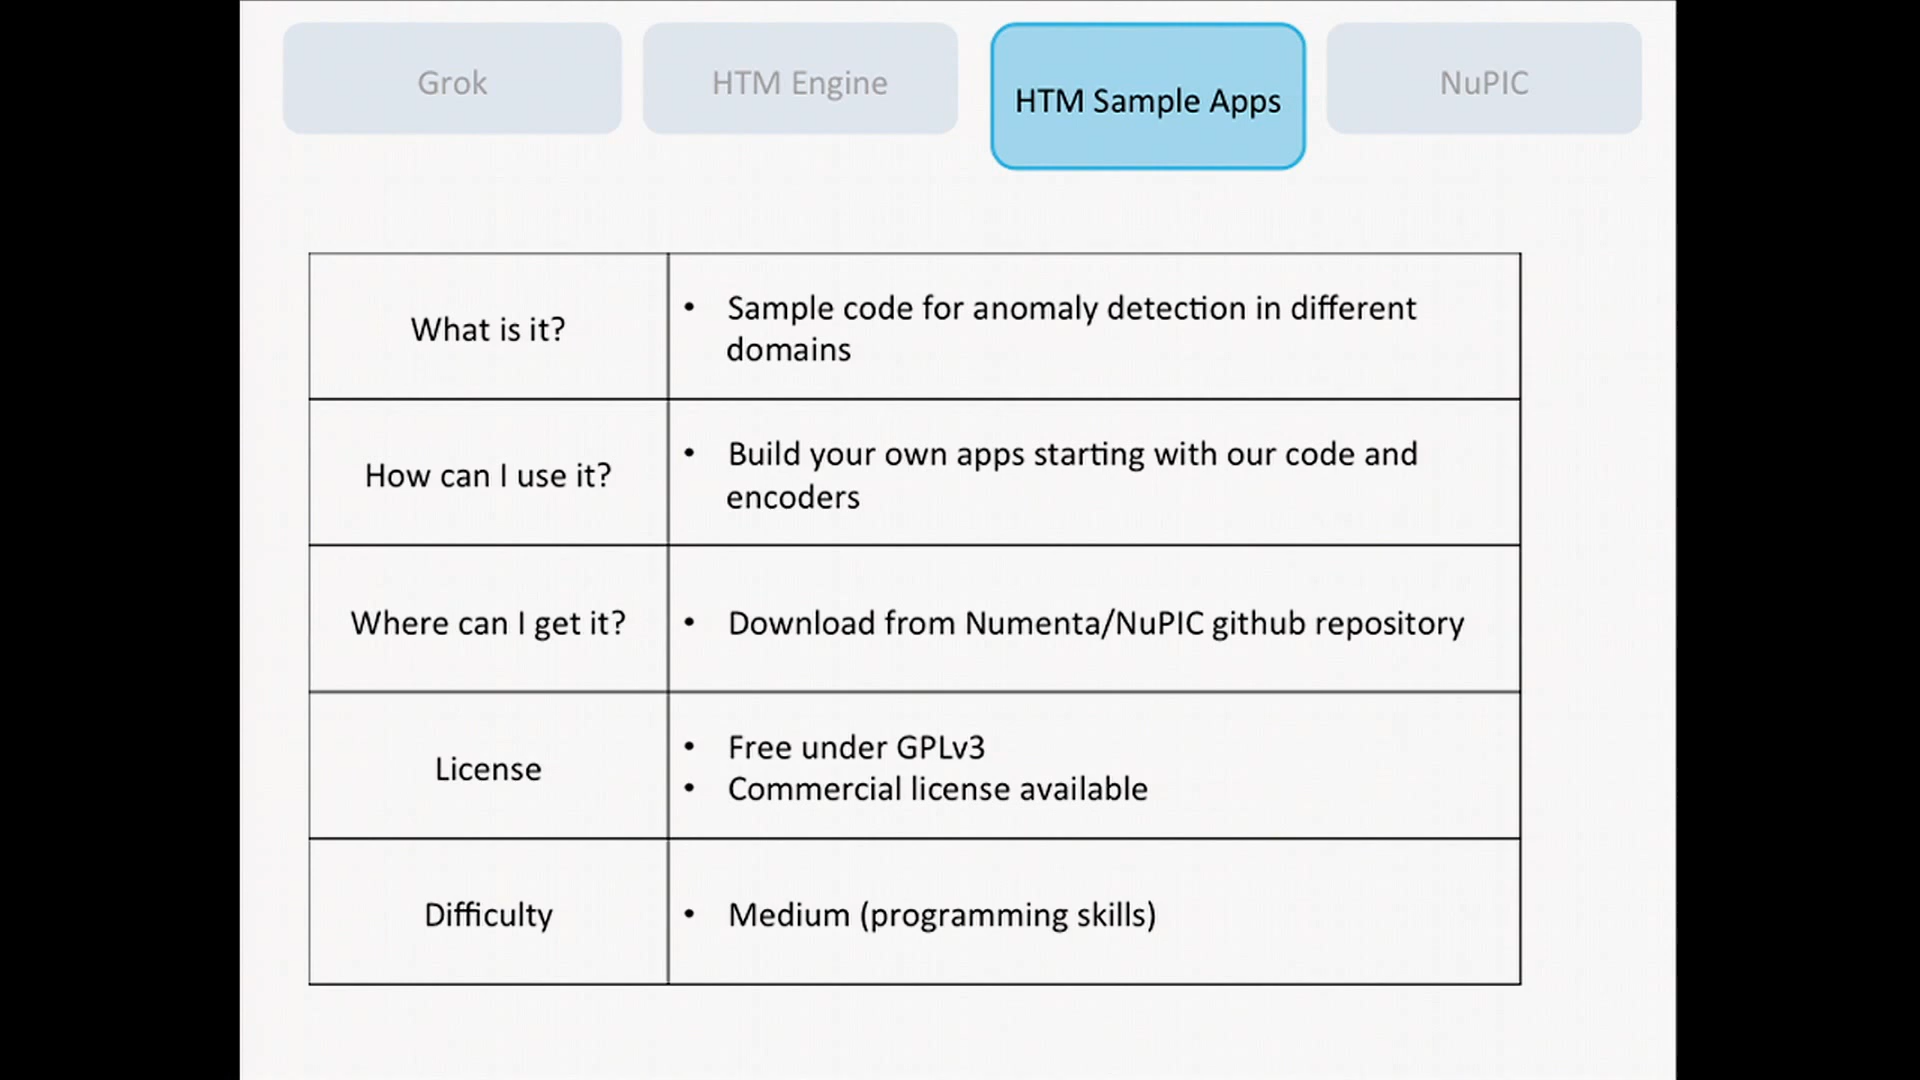 Grok
HTM Engine
HTM Sample Apps
NuPIC
What is it?
• Sample code for anomaly detection in different
domains
How can I use it?
• Build your own apps starting with our code and
encoders
Where can I get it?
• Download from Numenta/NuPIC github repository
License
• Free under GPLv3
• Commercial license available
Difficulty
• Medium (programming skills)